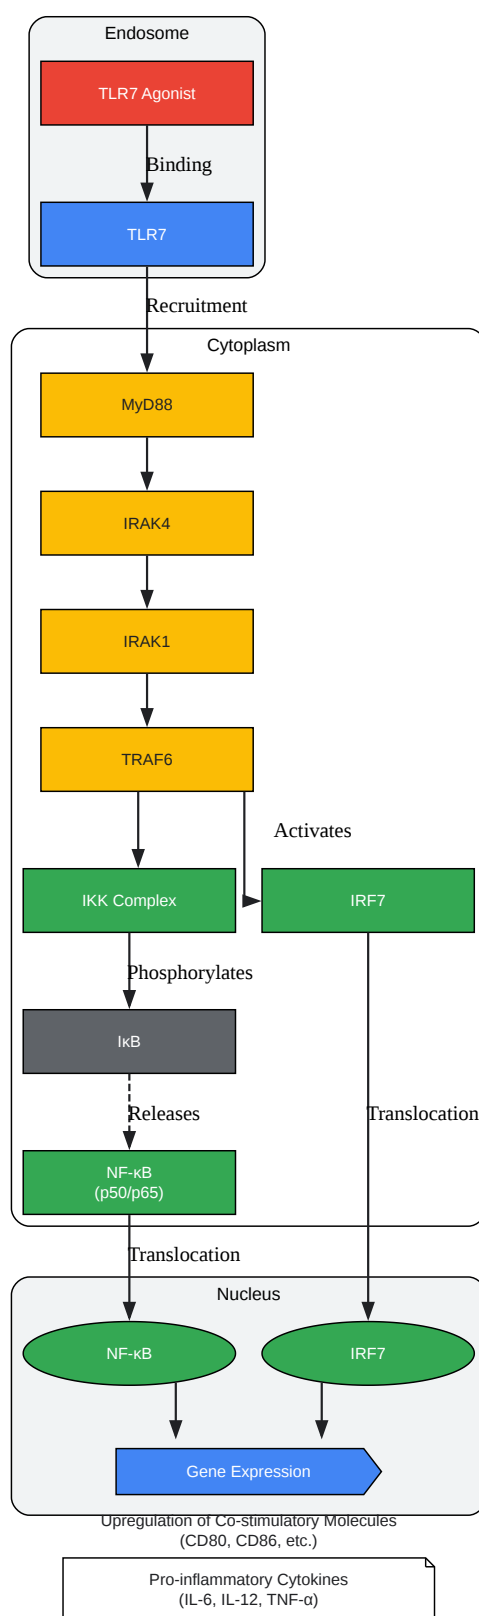 Endosome
TLR7 Agonist
Binding
TLR7
Recruitment
Cytoplasm
MyD88
IRAK4
IRAK1
TRAF6
Activates
IKK Complex
IRF7
Phosphorylates
IκB
Releases
Translocation
NF-κB
(p50/p65)
Translocation
Nucleus
NF-κB
IRF7
Gene Expression
Upregulation of Co-stimulatory Molecules
(CD80, CD86, etc.)
Pro-inflammatory Cytokines
(IL-6, IL-12, TNF-α)